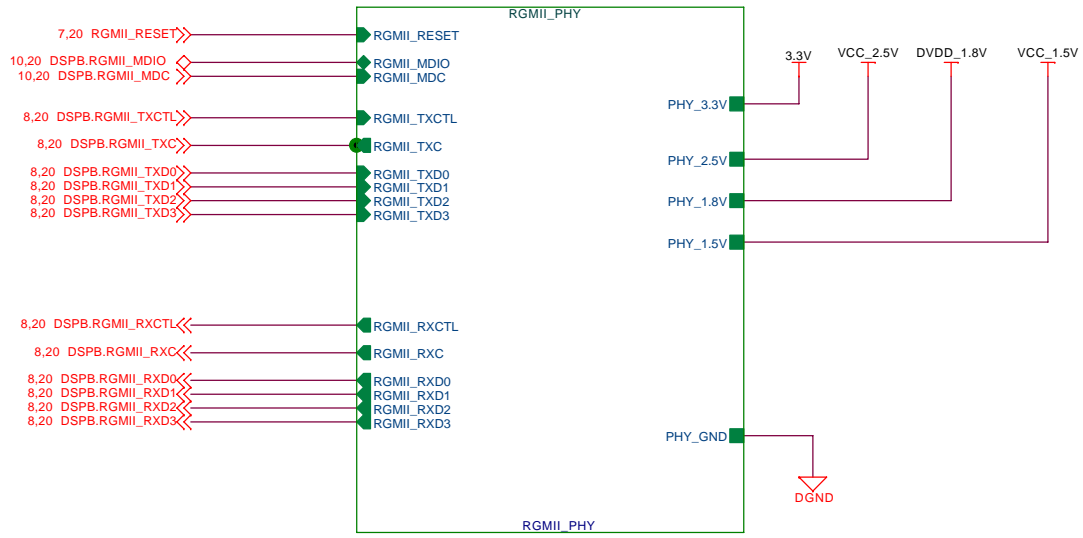 RGMII_PHY
7,20 RGMII_RESET RGMII_RESET
10,20 DSPB.RGMII_MDIO RGMII_MDIO
10,20 DSPB.RGMII_MDC RGMII_MDC
3.3V VCC_2.5V DVDD_1.8V VCC_1.5V
PHY_3.3V
8,20 DSPB.RGMII_TXCTL RGMII_TXCTL
8,20 DSPB.RGMII_TXC RGMII_TXC
PHY_2.5V
8,20 DSPB.RGMII_TXD0 RGMII_TXD0
8,20 DSPB.RGMII_TXD1 RGMII_TXD1
8,20 DSPB.RGMII_TXD2 RGMII_TXD2
PHY_1.8V
8,20 DSPB.RGMII_TXD3 RGMII_TXD3
PHY_1.5V
8,20 DSPB.RGMII_RXCTL RGMII_RXCTL
8,20 DSPB.RGMII_RXC RGMII_RXC
8,20 DSPB.RGMII_RXD0 RGMII_RXD0
8,20 DSPB.RGMII_RXD1 RGMII_RXD1
8,20 DSPB.RGMII_RXD2 RGMII_RXD2
8,20 DSPB.RGMII_RXD3 RGMII_RXD3
PHY_GND
DGND
RGMII_PHY